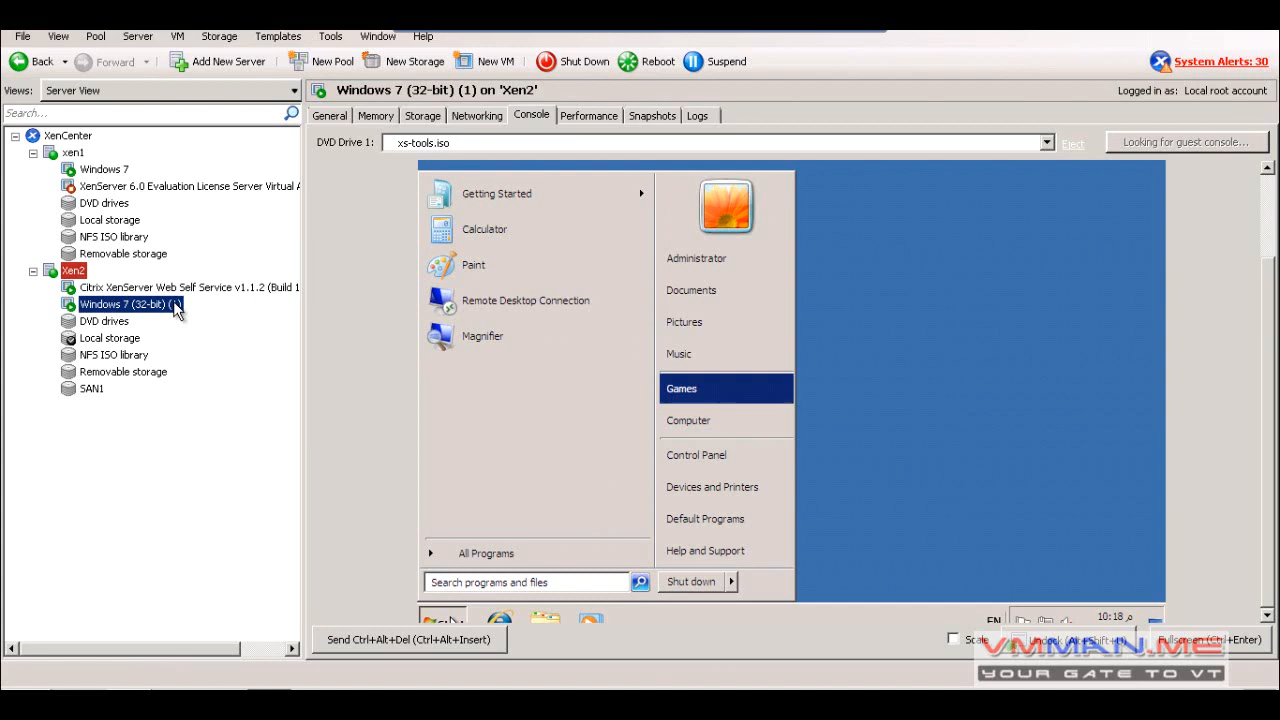 File View Pool Server VM Storage Templates Tools Window Help
Back Forward Add New Server New Pool New Storage New VM Shut Down Reboot Suspend System Alerts: 30
Views: Server View Windows 7 (32-bit) (1) on 'Xen2' Logged in as: Local root account
Search... General Memory Storage Networking Console Performance Snapshots Logs
DVD Drive 1: xs-tools.iso Eject Looking for guest console...
XenCenter
xen1
Windows 7
XenServer 6.0 Evaluation License Server Virtual A
DVD drives
Local storage
NFS ISO library
Removable storage
Xen2
Citrix XenServer Web Self Service v1.1.2 (Build 1
Windows 7 (32-bit) (1)
DVD drives
Local storage
NFS ISO library
Removable storage
SAN1
Getting Started
Calculator
Paint
Remote Desktop Connection
Magnifier
All Programs
Search programs and files
Administrator
Documents
Pictures
Music
Games
Computer
Control Panel
Devices and Printers
Default Programs
Help and Support
Shut down
EN 10:18
Send Ctrl+Alt+Del (Ctrl+Alt+Insert) Scale Undock (Alt+Shift+U) Fullscreen (Ctrl+Enter)
VMMAN.ME
YOUR GATE TO VT